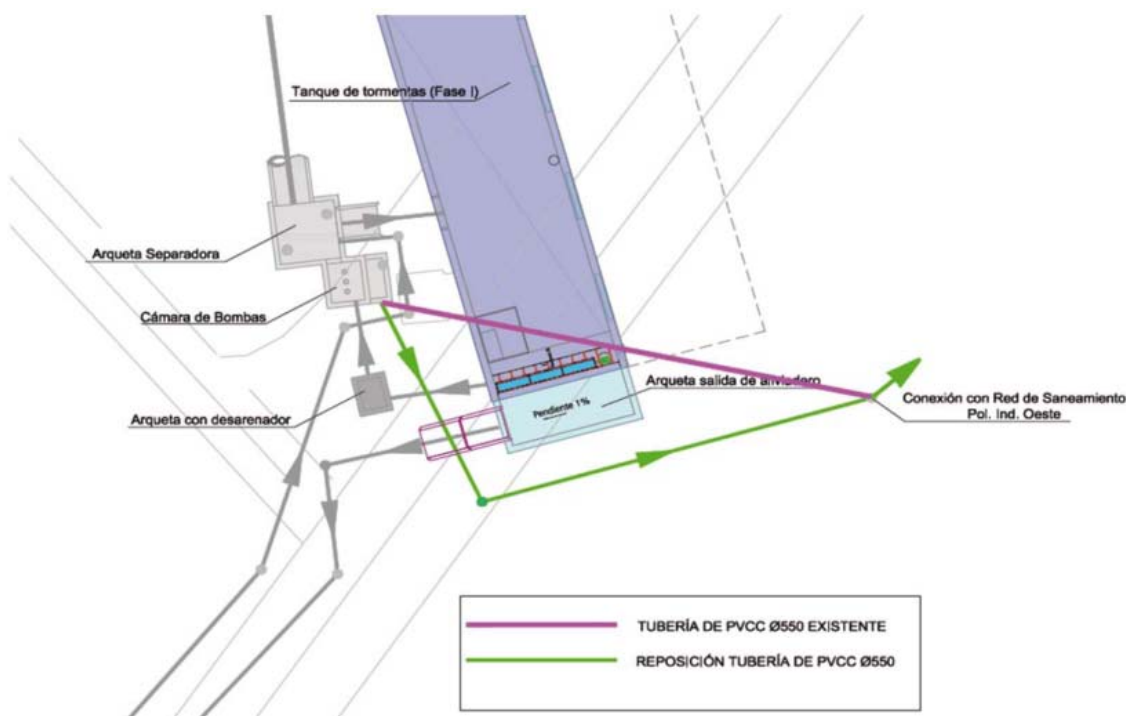 Tanque de tormentas (Fase I)
Arqueta Separadora
Cámara de Bombas
Arqueta con desarenador
Pendiente 1%
Arqueta salida de aliviadero
Conexión con Red de Saneamiento
Pol. Ind. Oeste
TUBERÍA DE PVCC Ø550 EXISTENTE
REPOSICIÓN TUBERÍA DE PVCC Ø550